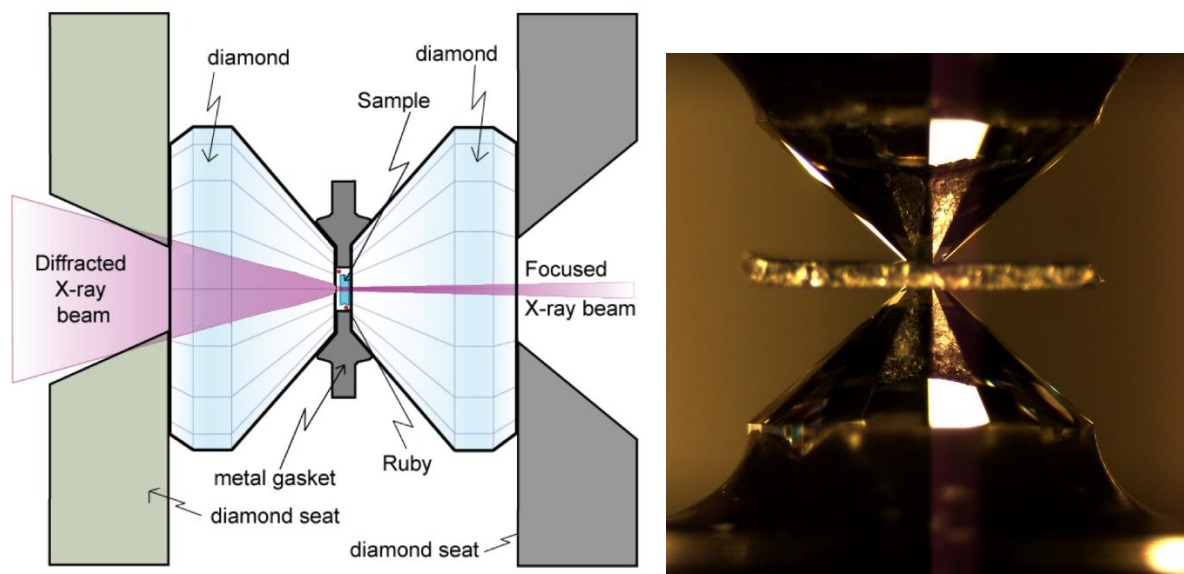 diamond
diamond
Sample
Diffracted
X-ray
beam
Focused
X-ray beam
Ruby
metal gasket
diamond seat
diamond seat